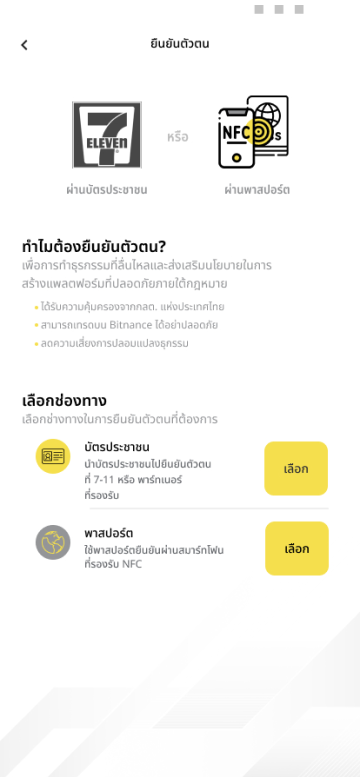 ยืนยันตัวตน
7
ELEVEN
หรือ
NFC
ผ่านบัตรประชาชน
ผ่านพาสปอร์ต
ทำไมต้องยืนยันตัวตน?
เพื่อการทำธุรกรรมที่ลื่นไหลและส่งเสริมนโยบายในการ
สร้างแพลตฟอร์มที่ปลอดภัยภายใต้กฎหมาย
ได้รับความคุ้มครองจากกลต. แห่งประเทศไทย
สามารถเทรดบน Bitnance ได้อย่าปลอดภัย
ลดความเสี่ยงการปลอมแปลงธุกรรม
เลือกช่องทาง
เลือกช่างทางในการยืนยันตัวตนที่ต้องการ
บัตรประชาชน
นำบัตรประชาชนไปยืนยันตัวตน
ที่ 7-11 หรือ พาร์ทเนอร์
ที่รองรับ
เลือก
พาสปอร์ต
ใช้พาสปอร์ตยืนยันผ่านสมาร์ทโฟน
ที่รองรับ NFC
เลือก